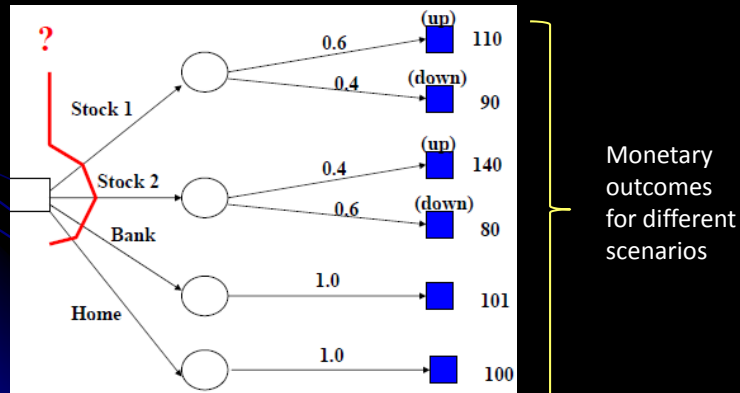 ?
(up)
0.6
110
(down)
0.4
90
Stock 1
(up)
0.4
140
Stock 2
(down)
0.6
80
Bank
1.0
101
Home
1.0
100
Monetary
outcomes
for different
scenarios